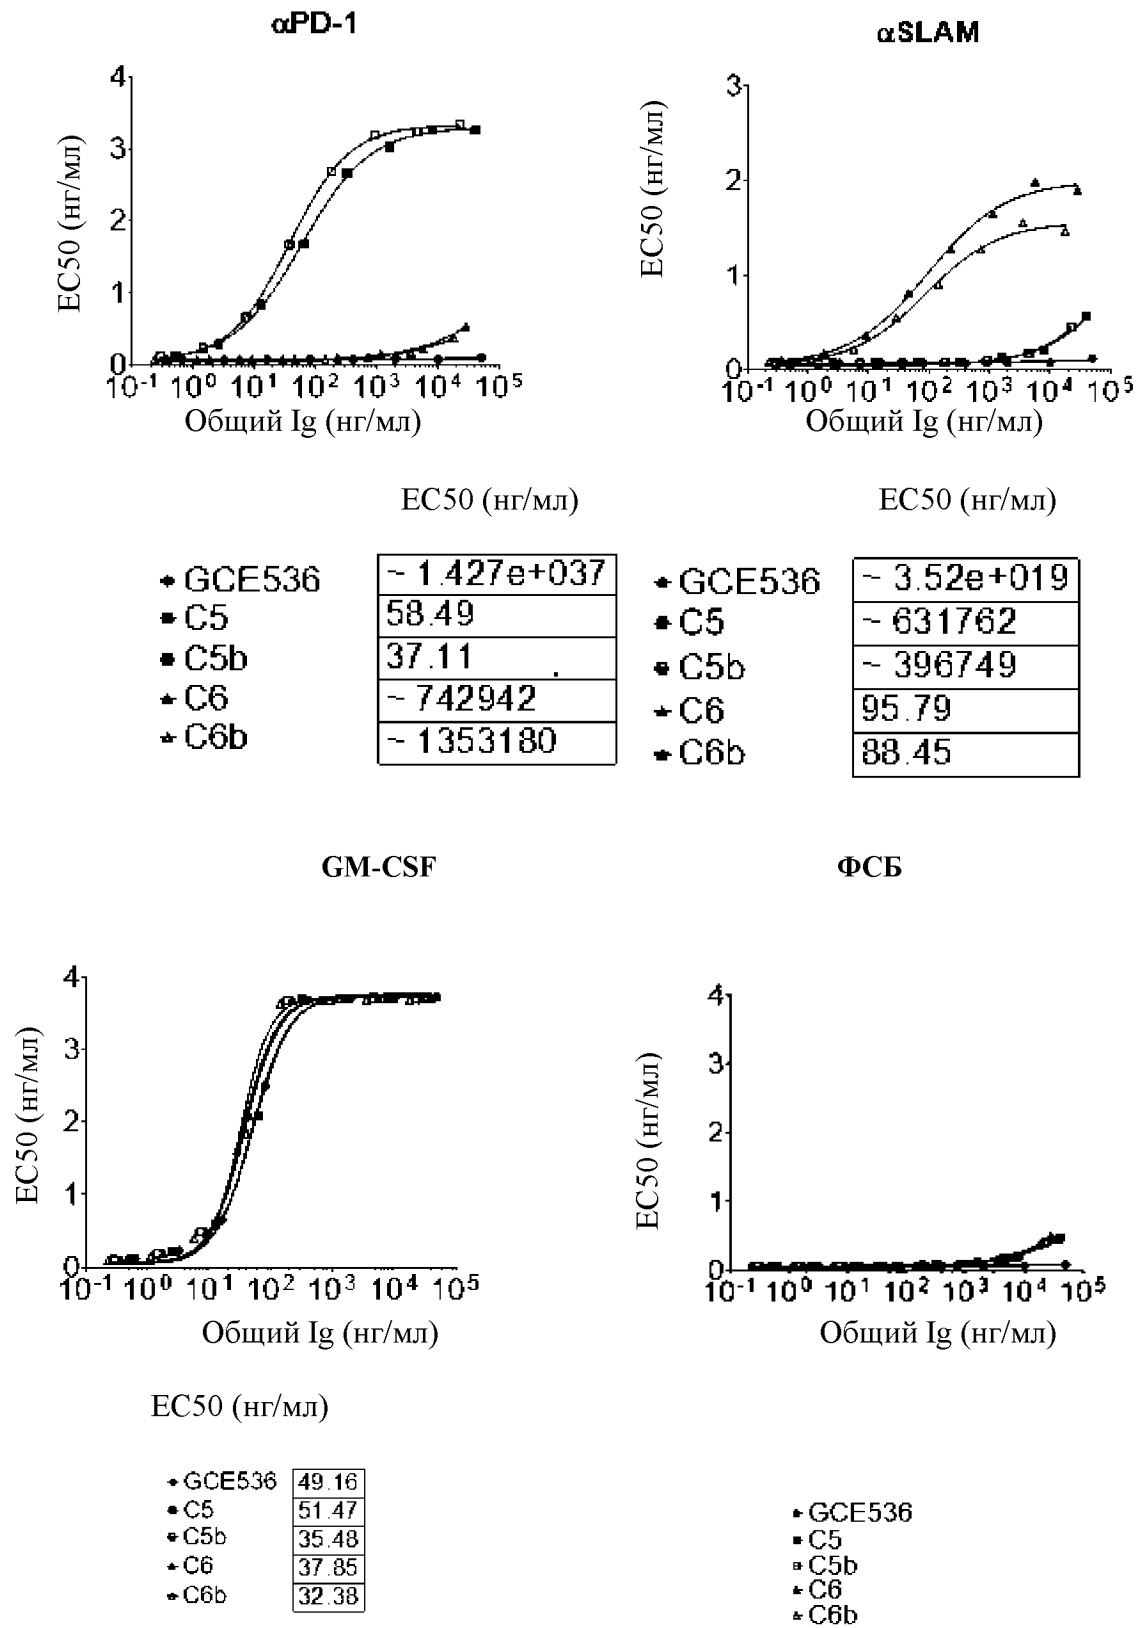 αPD-1
αSLAM
4
3
2
1
0
EC50 (нг/мл)
10-1 100 101 102 103 104 105
Общий Ig (нг/мл)
3
2
1
0
EC50 (нг/мл)
10-1 100 101 102 103 104 105
Общий Ig (нг/мл)
EC50 (нг/мл)
GCE536 ~ 1.427e+037
C5 58.49
C5b 37.11
C6 ~ 742942
C6b ~ 1353180
EC50 (нг/мл)
GCE536 ~ 3.52e+019
C5 ~ 631762
C5b ~ 396749
C6 95.79
C6b 88.45
GM-CSF
ФСБ
4
3
2
1
0
EC50 (нг/мл)
10-1 100 101 102 103 104 105
Общий Ig (нг/мл)
4
3
2
1
0
EC50 (нг/мл)
10-1 100 101 102 103 104 105
Общий Ig (нг/мл)
EC50 (нг/мл)
GCE536 49.16
C5 51.47
C5b 35.48
C6 37.85
C6b 32.38
GCE536
C5
C5b
C6
C6b